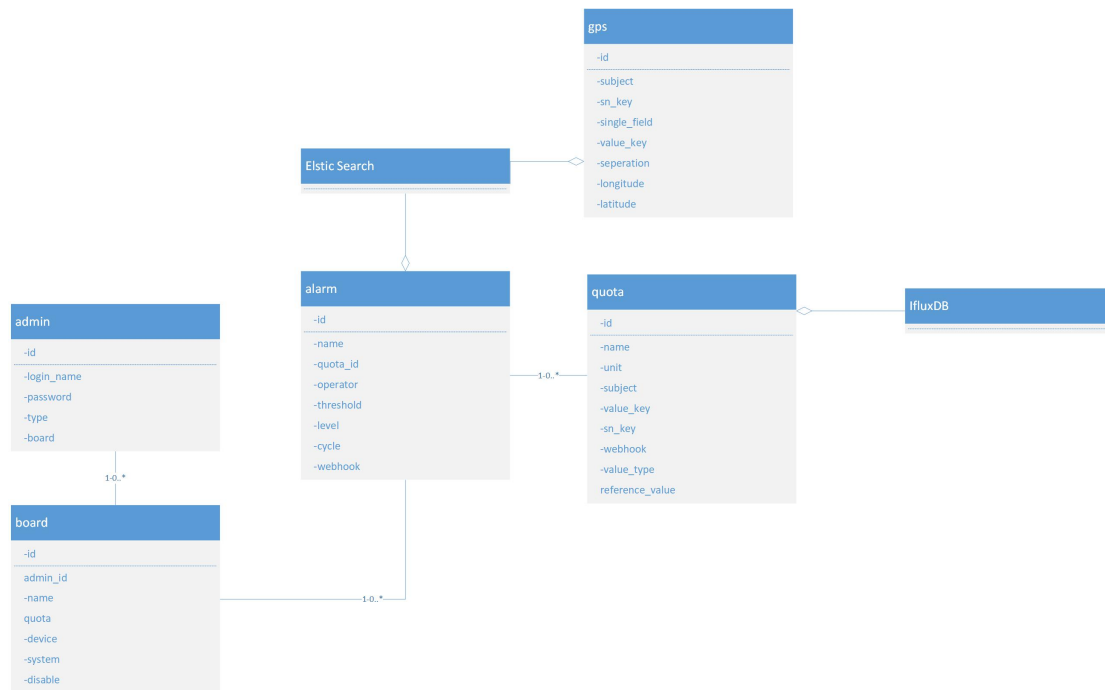 gps
-id
-subject
-sn_key
-single_field
-value_key
-seperation
-longitude
-latitude
Elstic Search
alarm
-id
-name
-quota_id
-operator
-threshold
-level
-cycle
-webhook
quota
-id
-name
-unit
-subject
-value_key
-sn_key
-webhook
-value_type
reference_value
IfluxDB
1-0..*
admin
-id
-login_name
-password
-type
-board
1-0..*
board
-id
admin_id
-name
quota
-device
-system
-disable
1-0..*